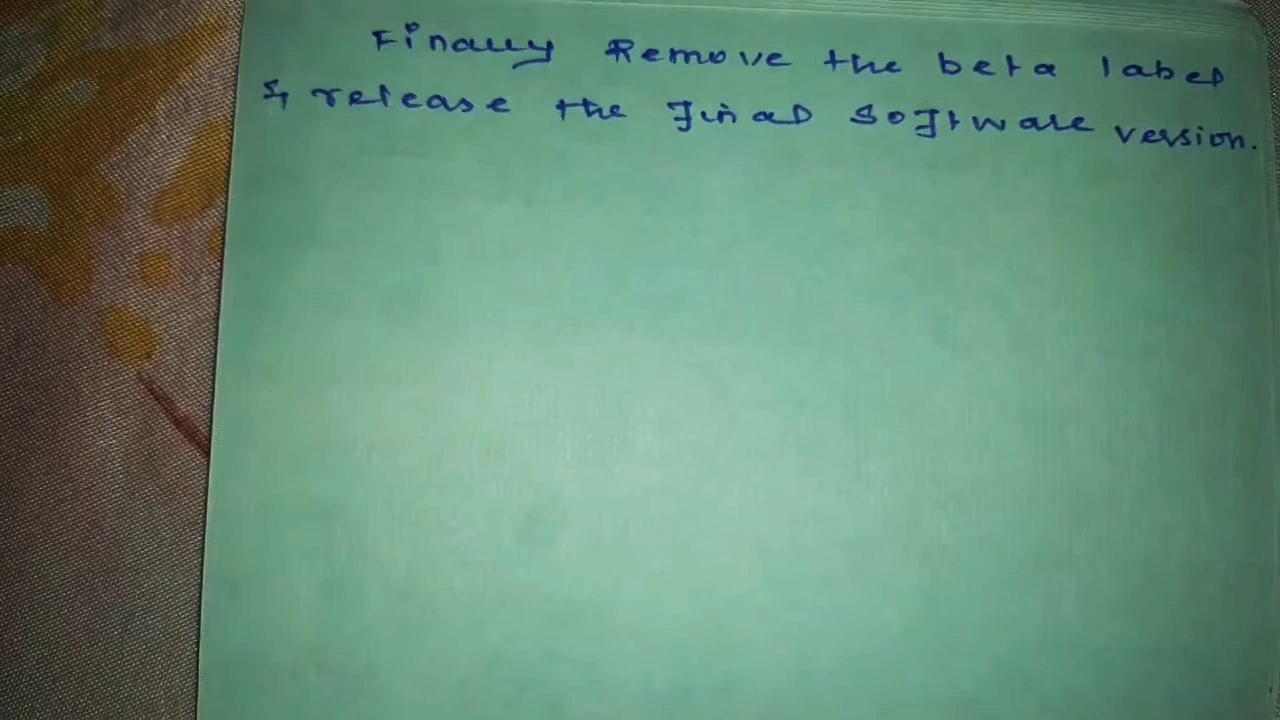 Finally Remove the beta label
& release the final software version.